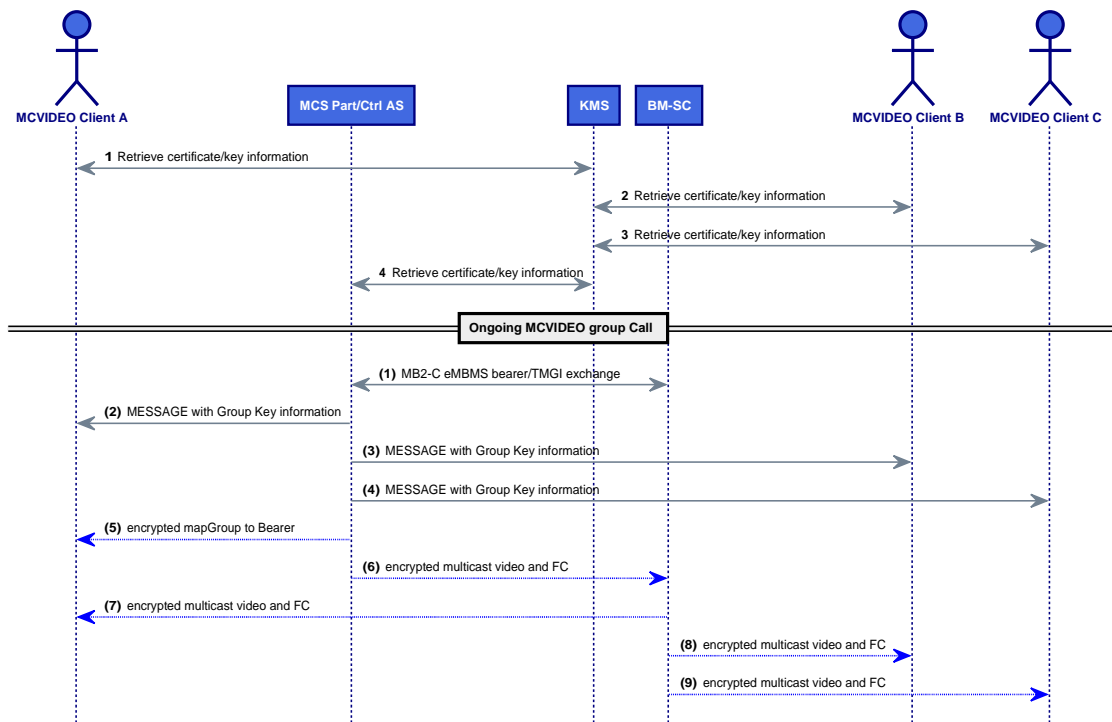 MCVIDEO Client A
MCS Part/Ctrl AS
KMS
BM-SC
MCVIDEO Client B
MCVIDEO Client C
1 Retrieve certificate/key information
2 Retrieve certificate/key information
3 Retrieve certificate/key information
4 Retrieve certificate/key information
Ongoing MCVIDEO group Call
(1) MB2-C eMBMS bearer/TMGI exchange
(2) MESSAGE with Group Key information
(3) MESSAGE with Group Key information
(4) MESSAGE with Group Key information
(5) encrypted mapGroup to Bearer
(6) encrypted multicast video and FC
(7) encrypted multicast video and FC
(8) encrypted multicast video and FC
(9) encrypted multicast video and FC